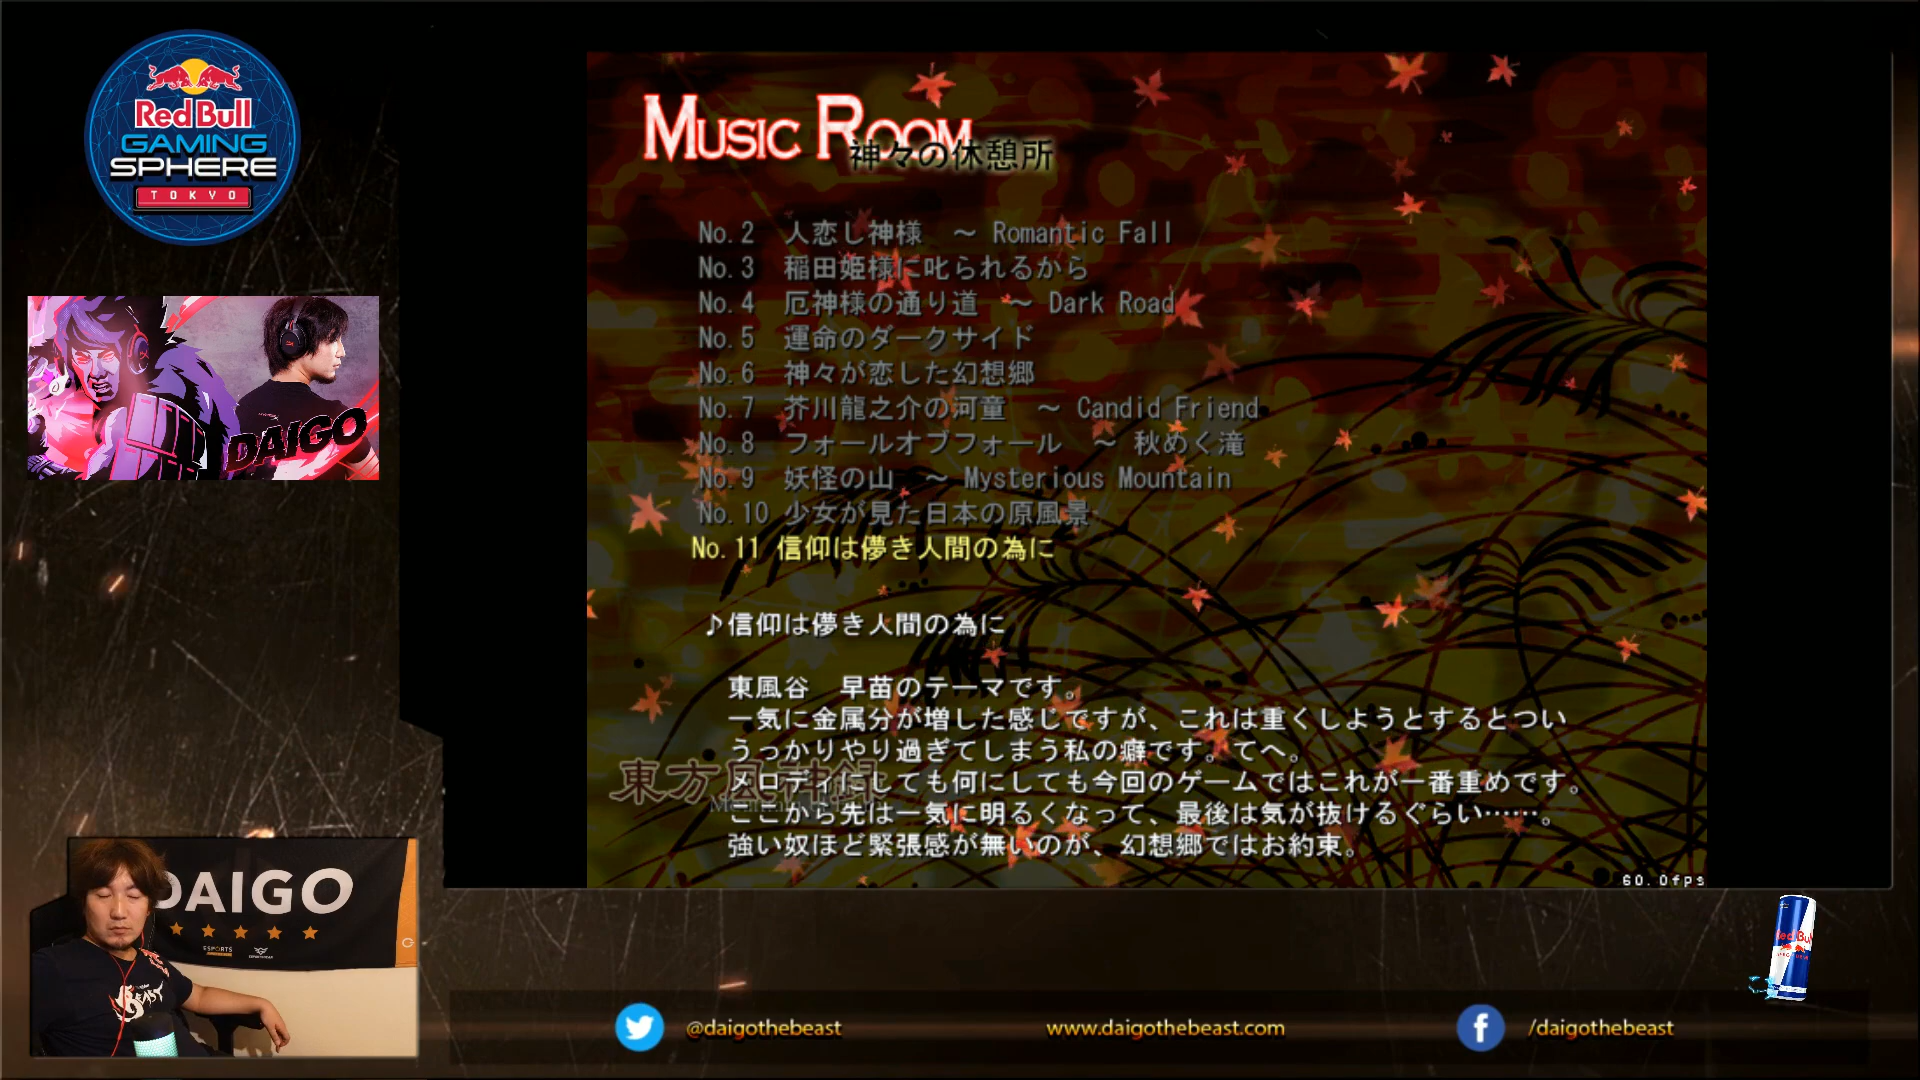 Red Bull
GAMING
SPHERE
TOKYO
DAIGO
Music Room
神々の休憩所
No.2 人恋し神様 ～ Romantic Fall
No.3 稲田姫様に叱られるから
No.4 厄神様の通り道 ～ Dark Road
No.5 運命のダークサイド
No.6 神々が恋した幻想郷
No.7 芥川龍之介の河童 ～ Candid Friend
No.8 フォールオブフォール ～ 秋めく滝
No.9 妖怪の山 ～ Mysterious Mountain
No.10 少女が見た日本の原風景
No.11 信仰は儚き人間の為に
♪信仰は儚き人間の為に
東風谷 早苗のテーマです。
一気に金属分が増した感じですが、これは重くしようとするとつい
うっかりやり過ぎてしまう私の癖です。てへ。
メロディにしても何にしても今回のゲームではこれが一番重めです。
ここから先は一気に明るくなって、最後は気が抜けるぐらい……。
強い奴ほど緊張感が無いのが、幻想郷ではお約束。
東方風神録
60.0fps
DAIGO
ESPORTS
BEAST
Red Bull
@daigothebeast
www.daigothebeast.com
/daigothebeast